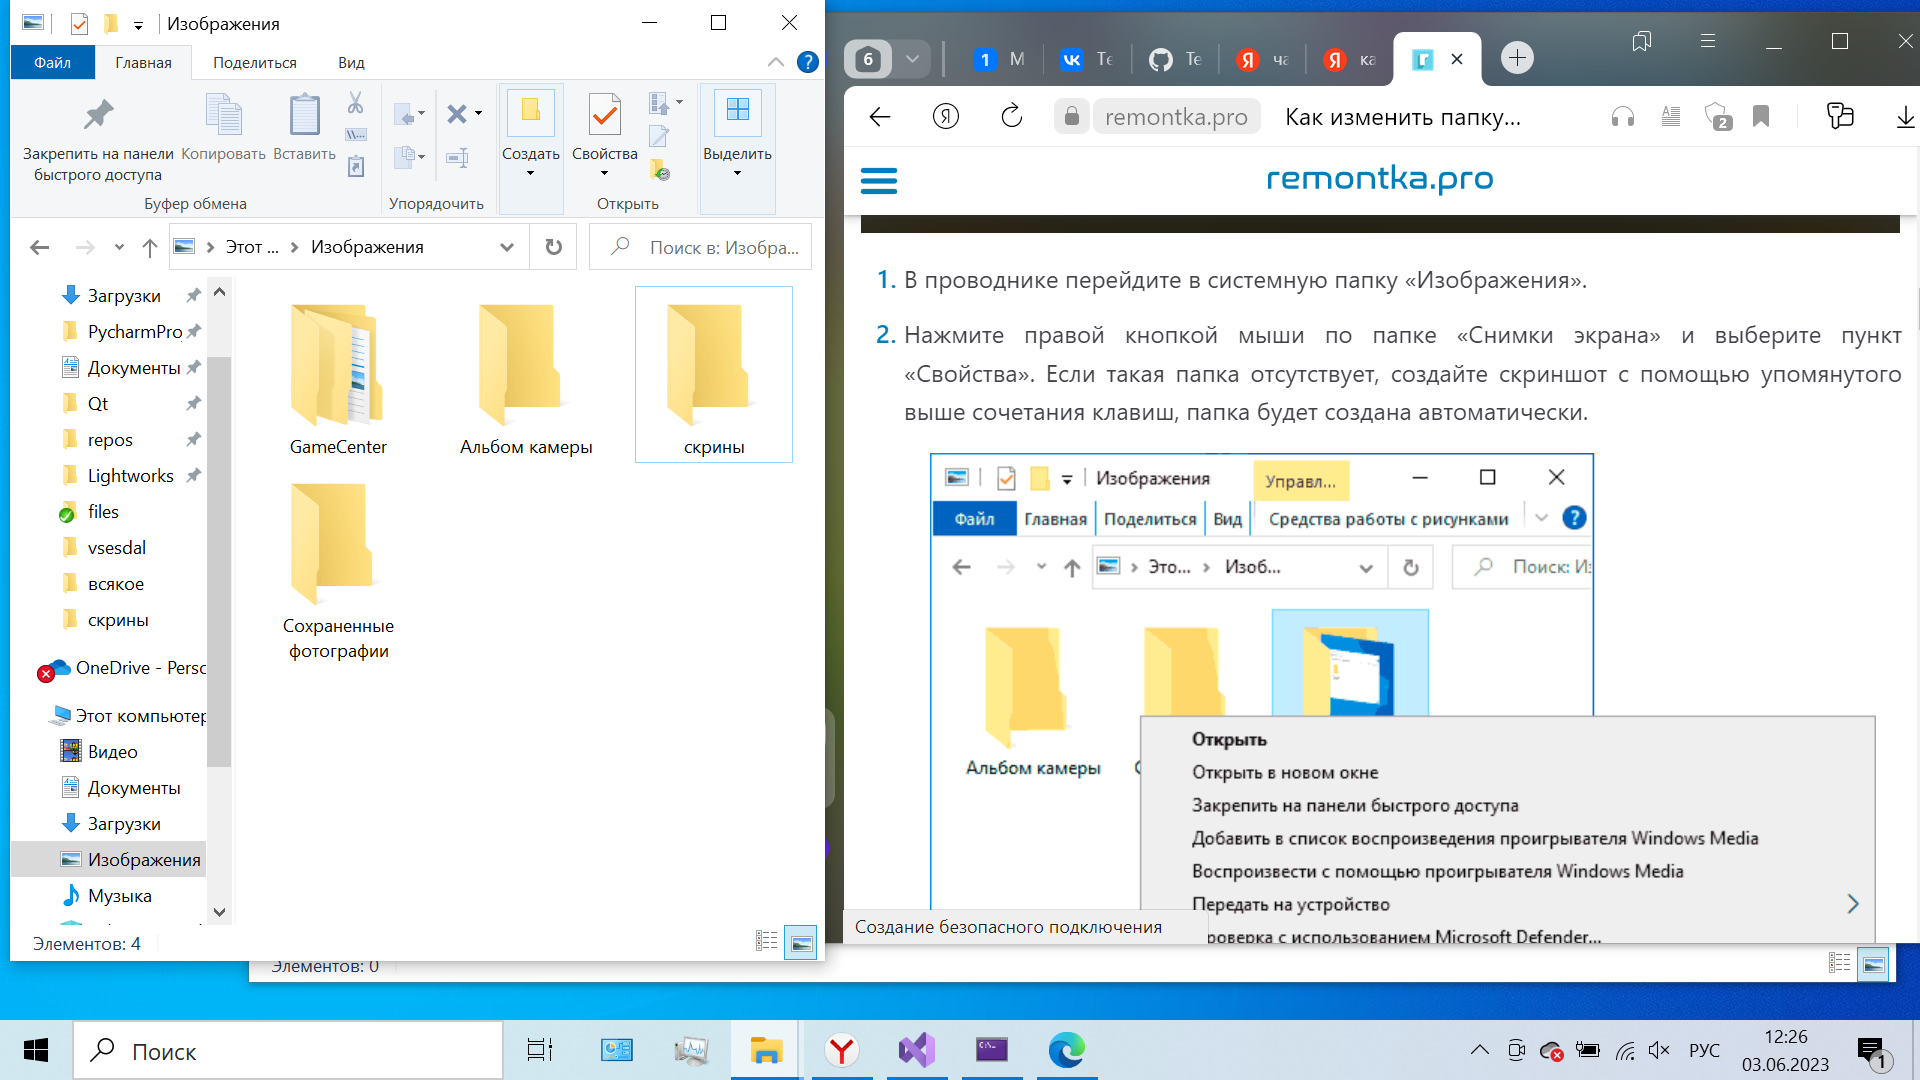 Изображения
Файл
Главная
Поделиться
Вид
Закрепить на панели
быстрого доступа
Копировать
Вставить
Создать
Свойства
Выделить
Буфер обмена
Упорядочить
Открыть
Этот ...
Изображения
Поиск в: Изобра...
Загрузки
PycharmPro
Документы
Qt
repos
Lightworks
files
vsesdal
всякое
скрины
OneDrive - Persc
Этот компьютер
Видео
Документы
Загрузки
Изображения
Музыка
GameCenter
Альбом камеры
скрины
Сохраненные
фотографии
Элементов: 4
Элементов: 0
6
1 М
Те
Те
Я ча
Я ка
Я
remontka.pro
Как изменить папку...
2
remontka.pro
1. В проводнике перейдите в системную папку «Изображения».
2. Нажмите правой кнопкой мыши по папке «Снимки экрана» и выберите пункт
«Свойства». Если такая папка отсутствует, создайте скриншот с помощью упомянутого
выше сочетания клавиш, папка будет создана автоматически.
Изображения
Управл...
Файл
Главная
Поделиться
Вид
Средства работы с рисунками
Это...
Изоб...
Поиск: Из
Альбом камеры
Открыть
Открыть в новом окне
Закрепить на панели быстрого доступа
Добавить в список воспроизведения проигрывателя Windows Media
Воспроизвести с помощью проигрывателя Windows Media
Передать на устройство
роверка с использованием Microsoft Defender...
Создание безопасного подключения
Поиск
РУС
12:26
03.06.2023
1